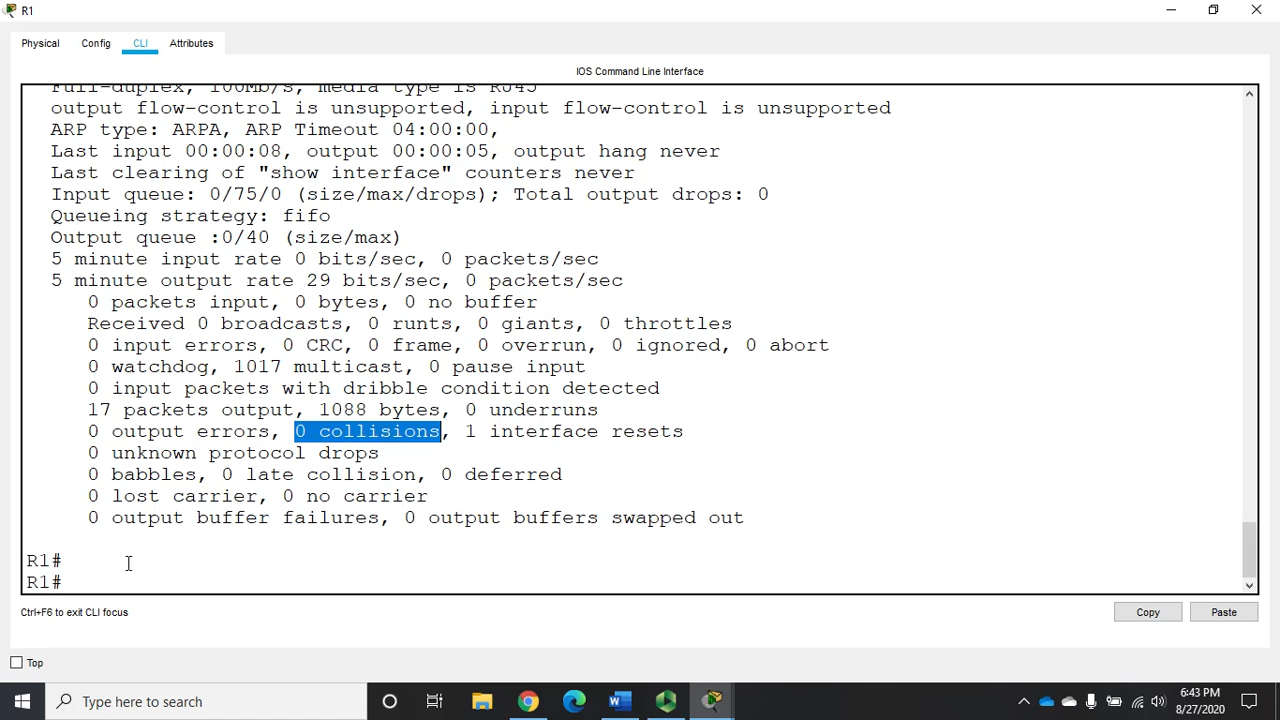 R1
Physical Config CLI Attributes
IOS Command Line Interface
Full-duplex, 100Mb/s, media type is RJ45
output flow-control is unsupported, input flow-control is unsupported
ARP type: ARPA, ARP Timeout 04:00:00,
Last input 00:00:08, output 00:00:05, output hang never
Last clearing of "show interface" counters never
Input queue: 0/75/0 (size/max/drops); Total output drops: 0
Queueing strategy: fifo
Output queue :0/40 (size/max)
5 minute input rate 0 bits/sec, 0 packets/sec
5 minute output rate 29 bits/sec, 0 packets/sec
0 packets input, 0 bytes, 0 no buffer
Received 0 broadcasts, 0 runts, 0 giants, 0 throttles
0 input errors, 0 CRC, 0 frame, 0 overrun, 0 ignored, 0 abort
0 watchdog, 1017 multicast, 0 pause input
0 input packets with dribble condition detected
17 packets output, 1088 bytes, 0 underruns
0 output errors, 0 collisions, 1 interface resets
0 unknown protocol drops
0 babbles, 0 late collision, 0 deferred
0 lost carrier, 0 no carrier
0 output buffer failures, 0 output buffers swapped out
R1#
R1#
Ctrl+F6 to exit CLI focus
Copy Paste
Top
Type here to search
6:43 PM
8/27/2020